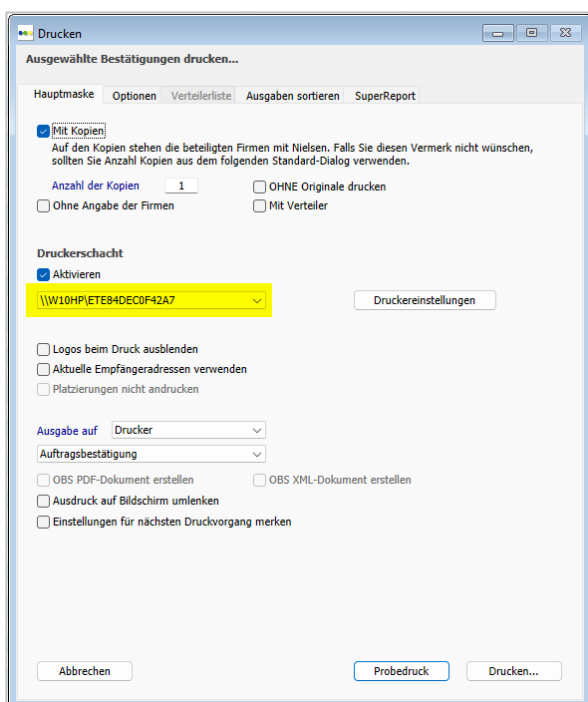 Drucken
Ausgewählte Bestätigungen drucken...
Hauptmaske Optionen Verteilerliste Ausgaben sortieren SuperReport
Mit Kopien
Auf den Kopien stehen die beteiligten Firmen mit Nielsen. Falls Sie diesen Vermerk nicht wünschen,
sollten Sie Anzahl Kopien aus dem folgenden Standard-Dialog verwenden.
Anzahl der Kopien 1 OHNE Originale drucken
Ohne Angabe der Firmen Mit Verteiler
Druckerschacht
Aktivieren
\\W10HP\ETE84DEC0F42A7 Druckereinstellungen
Logos beim Druck ausblenden
Aktuelle Empfängeradressen verwenden
Platzierungen nicht andrucken
Ausgabe auf Drucker
Auftragsbestätigung
OBS PDF-Dokument erstellen OBS XML-Dokument erstellen
Ausdruck auf Bildschirm umlenken
Einstellungen für nächsten Druckvorgang merken
Abbrechen Probedruck Drucken...